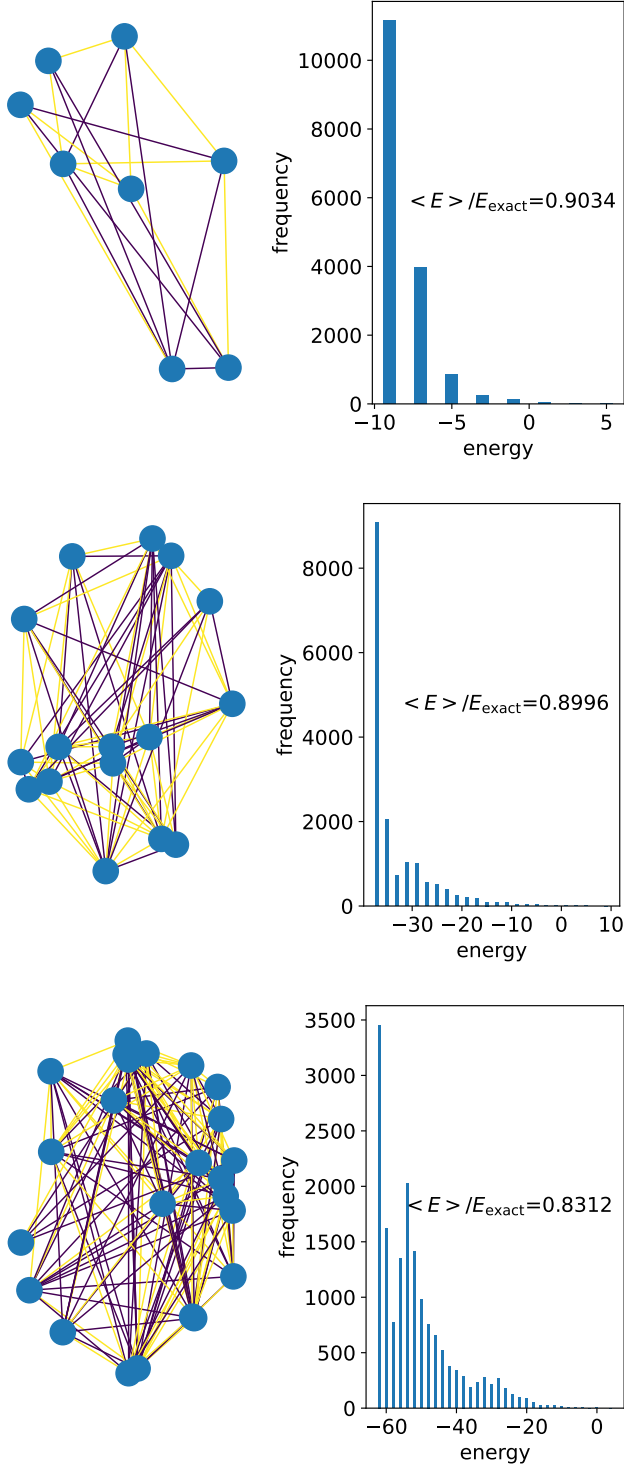 10000
8000
6000
4000
2000
0
frequency
<E>/E_exact=0.9034
−10 −5 0 5
energy
8000
6000
4000
2000
0
frequency
<E>/E_exact=0.8996
−30 −20 −10 0 10
energy
3500
3000
2500
2000
1500
1000
500
0
frequency
<E>/E_exact=0.8312
−60 −40 −20 0
energy